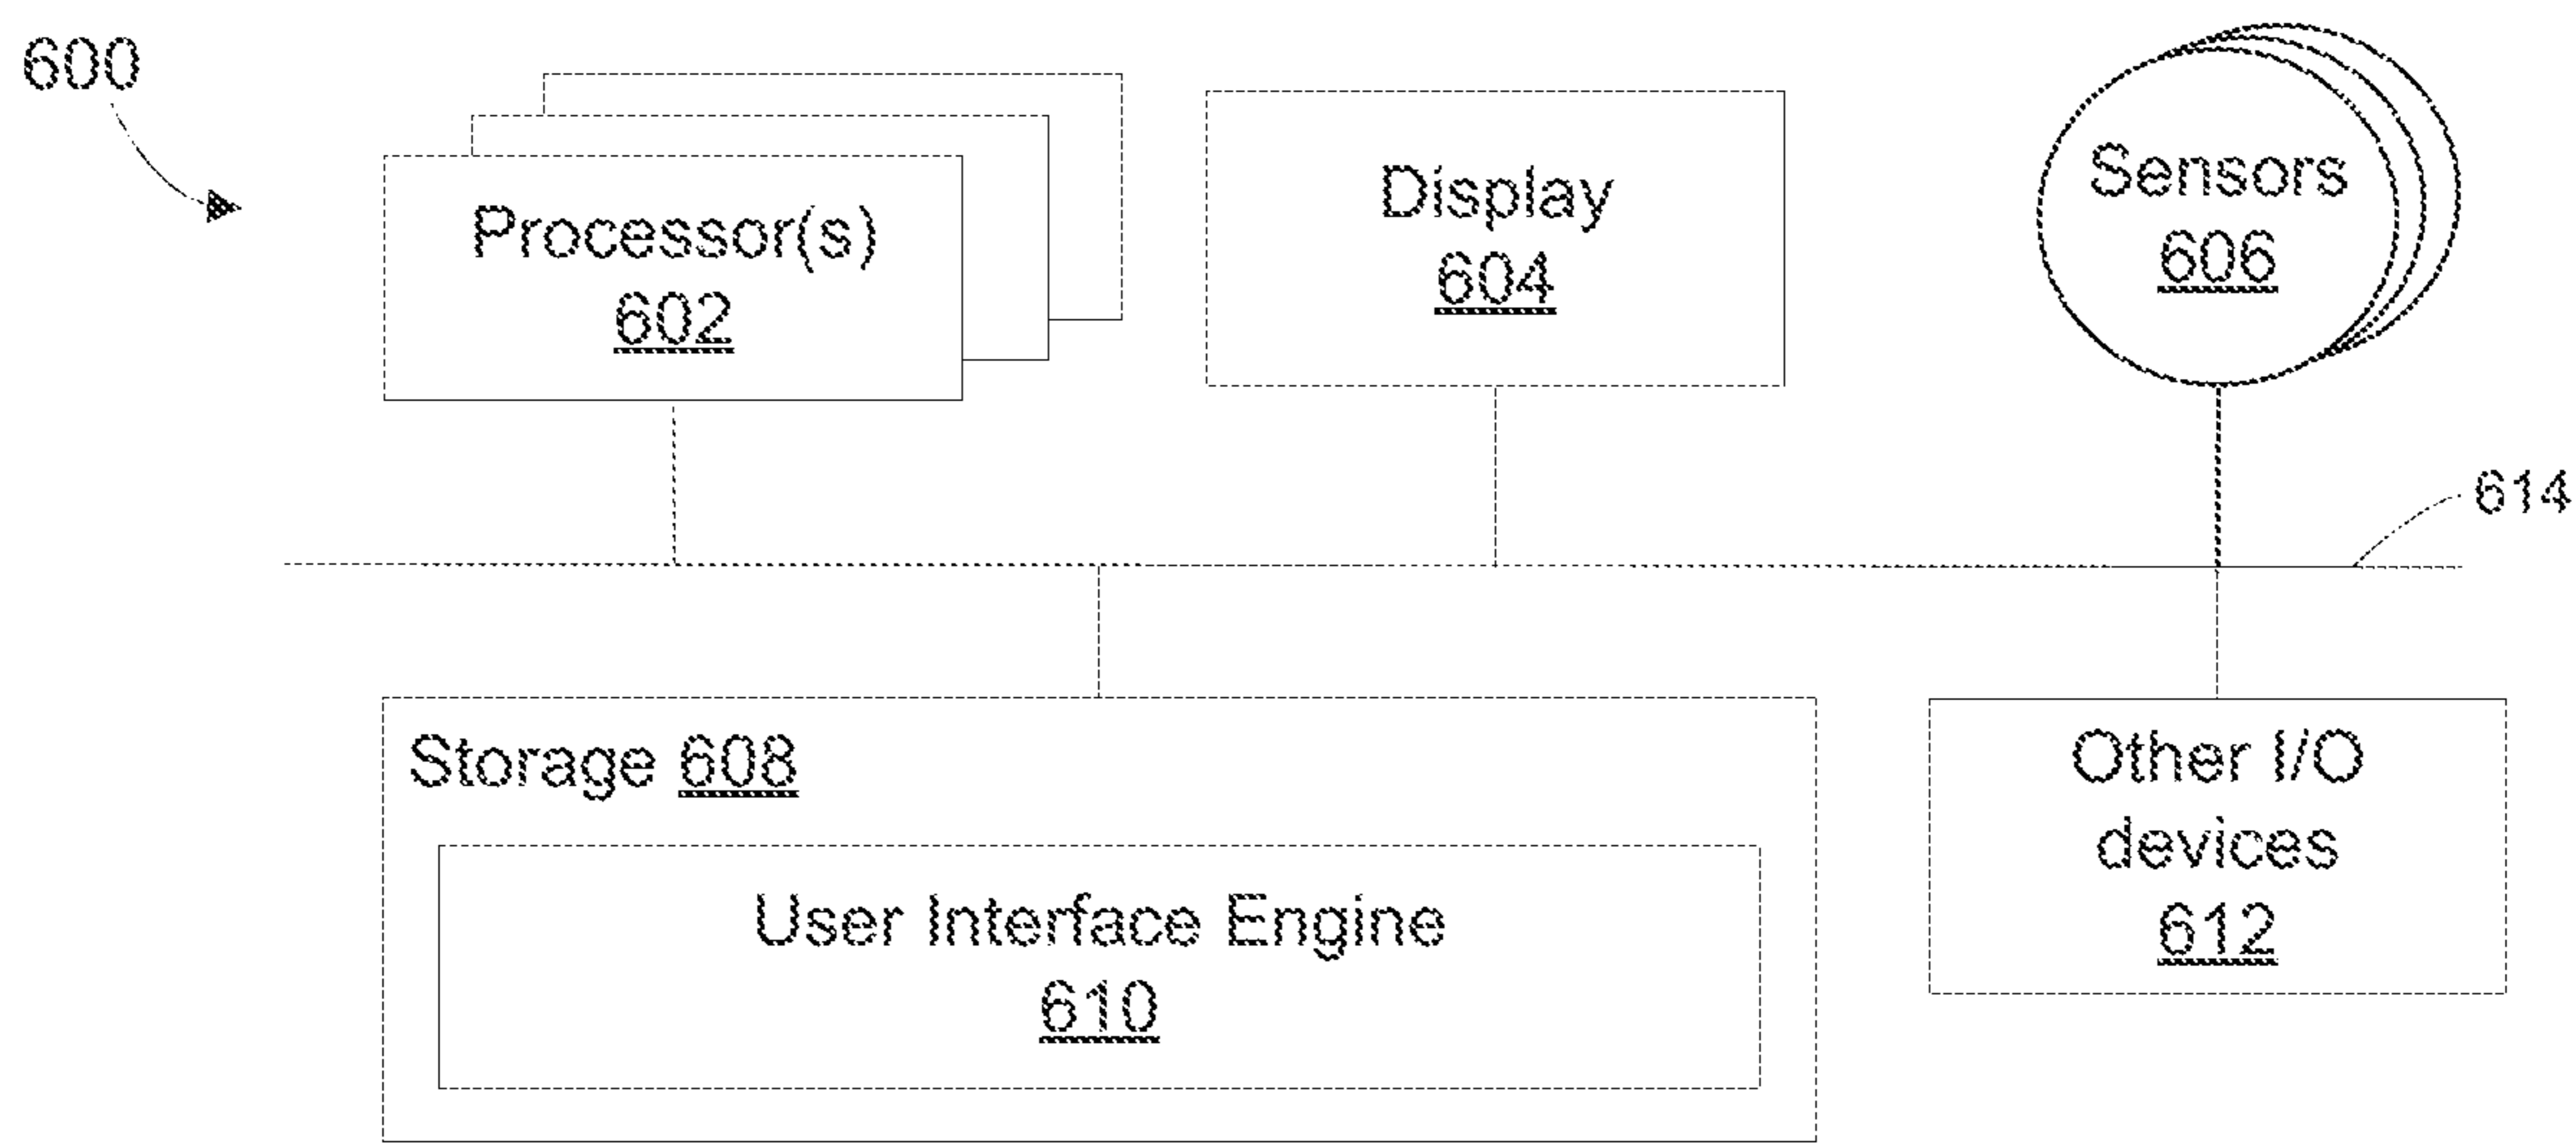 600
Processor(s)
602
Display
604
Sensors
606
614
Storage 608
User Interface Engine
610
Other I/O
devices
612